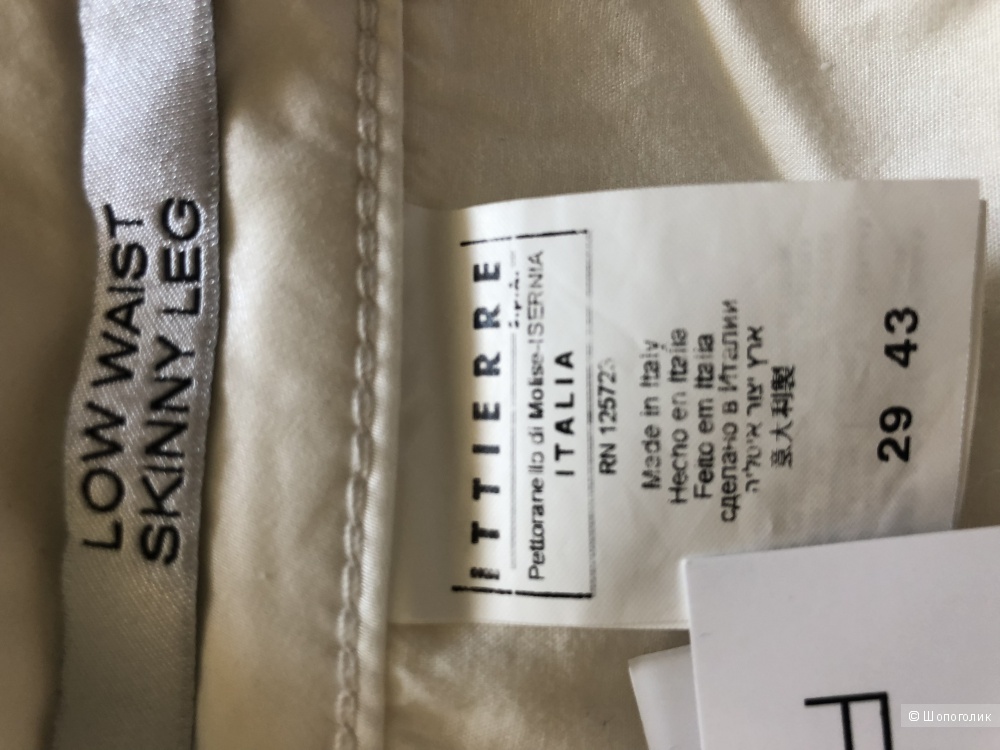 LOW WAIST
SKINNY LEG
ITTIERRE
S.p.A.
Pettoranello di Molise-ISERNIA
ITALIA
RN 125723
Made in Italy
Hecho en Italia
Feito em Italia
сделано в Италии
ארץ יצור איטליה
意大利製
29 43
© Шопоголик